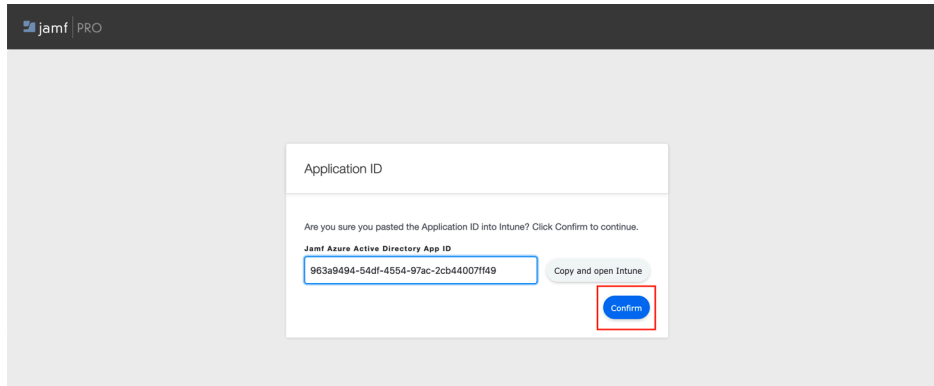 jamf PRO
Application ID
Are you sure you pasted the Application ID into Intune? Click Confirm to continue.
Jamf Azure Active Directory App ID
963a9494-54df-4554-97ac-2cb44007ff49 Copy and open Intune
Confirm